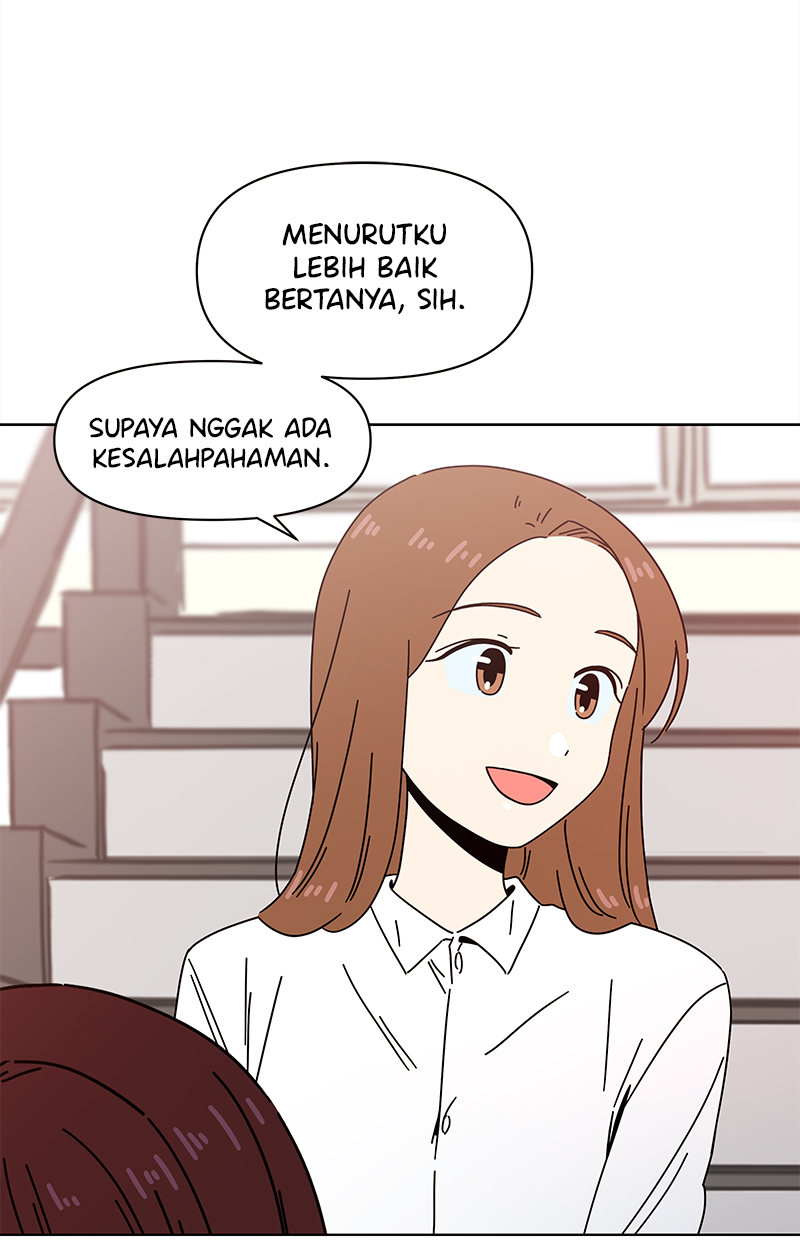 MENURUTKU
LEBIH BAIK
BERTANYA, SIH.
SUPAYA NGGAK ADA
KESALAHPAHAMAN.